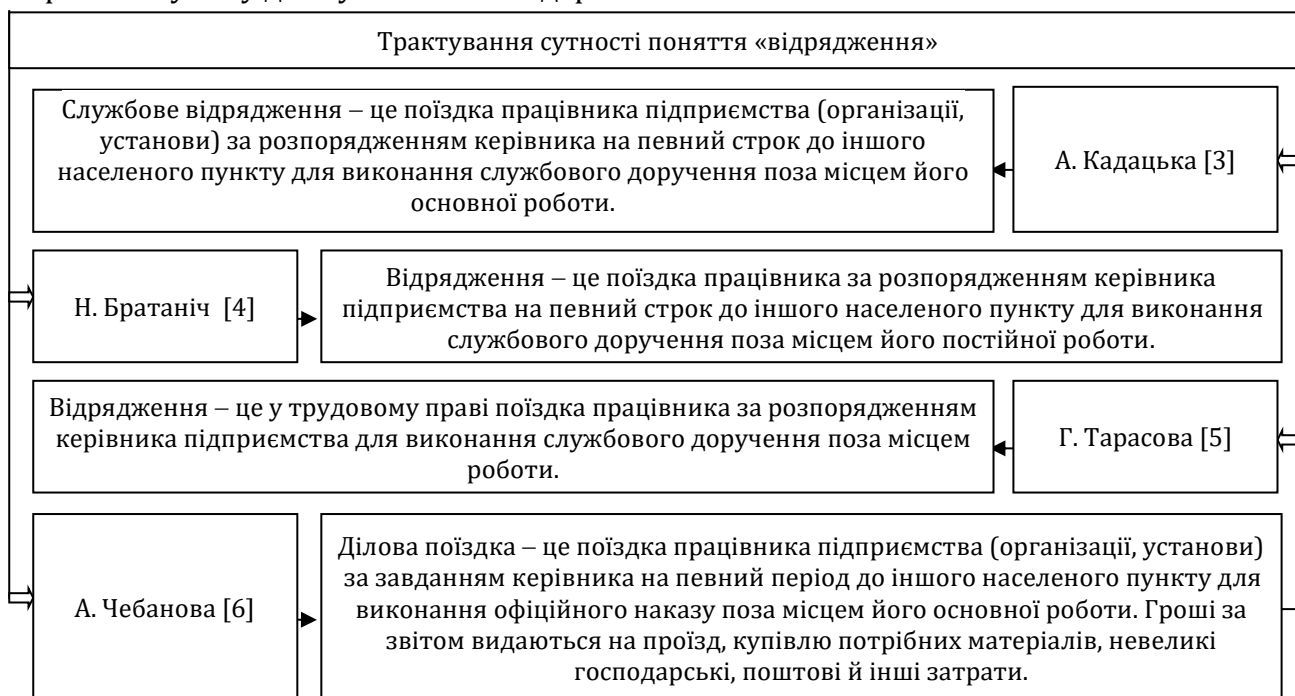 Трактування сутності поняття «відрядження»
Службове відрядження – це поїздка працівника підприємства (організації,
установи) за розпорядженням керівника на певний строк до іншого
населеного пункту для виконання службового доручення поза місцем його
основної роботи.
А. Кадацька [3]
Н. Братаніч [4]
Відрядження – це поїздка працівника за розпорядженням керівника
підприємства на певний строк до іншого населеного пункту для виконання
службового доручення поза місцем його постійної роботи.
Відрядження – це у трудовому праві поїздка працівника за розпорядженням
керівника підприємства для виконання службового доручення поза місцем
роботи.
Г. Тарасова [5]
А. Чебанова [6]
Ділова поїздка – це поїздка працівника підприємства (організації, установи)
за завданням керівника на певний період до іншого населеного пункту для
виконання офіційного наказу поза місцем його основної роботи. Гроші за
звітом видаються на проїзд, купівлю потрібних матеріалів, невеликі
господарські, поштові й інші затрати.